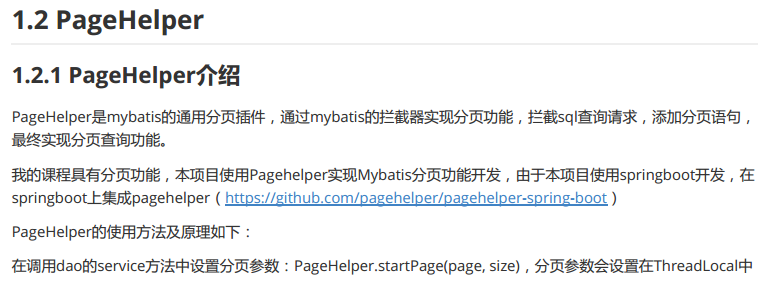 1.2 PageHelper
1.2.1 PageHelper介绍
PageHelper是mybatis的通用分页插件，通过mybatis的拦截器实现分页功能，拦截sql查询请求，添加分页语句，
最终实现分页查询功能。
我的课程具有分页功能，本项目使用Pagehelper实现Mybatis分页功能开发，由于本项目使用springboot开发，在
springboot上集成pagehelper（https://github.com/pagehelper/pagehelper-spring-boot）
PageHelper的使用方法及原理如下：
在调用dao的service方法中设置分页参数：PageHelper.startPage(page, size)，分页参数会设置在ThreadLocal中